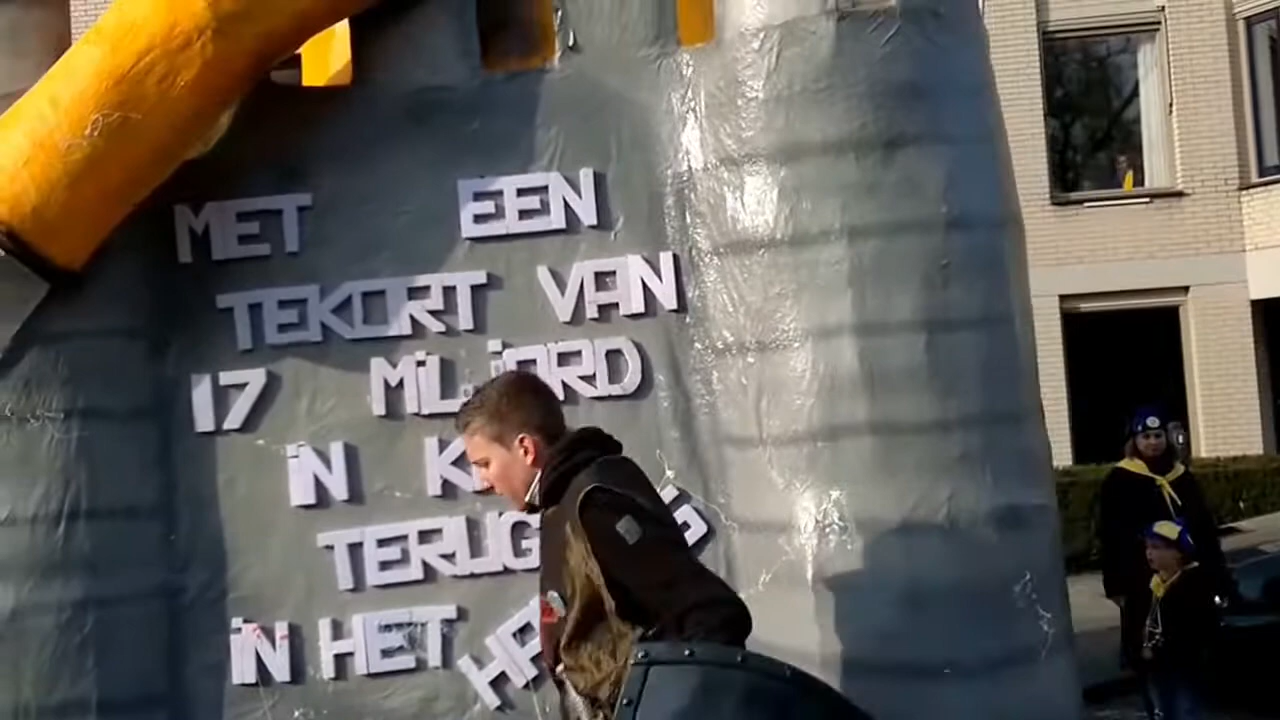 MET EEN
TEKORT VAN
17 MiLJARD
iN
TERUG
iN HET